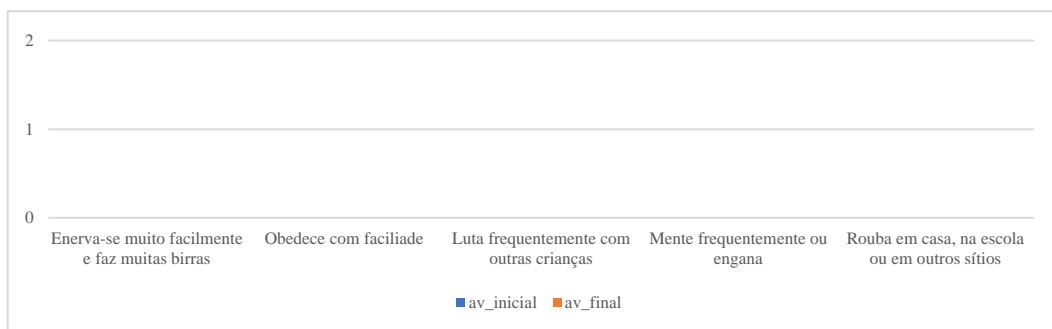 2
1
0
Enerva-se muito facilmente
e faz muitas birras
Obedece com faciliade
Luta frequentemente com
outras crianças
Mente frequentemente ou
engana
Rouba em casa, na escola
ou em outros sítios
av_inicial
av_final